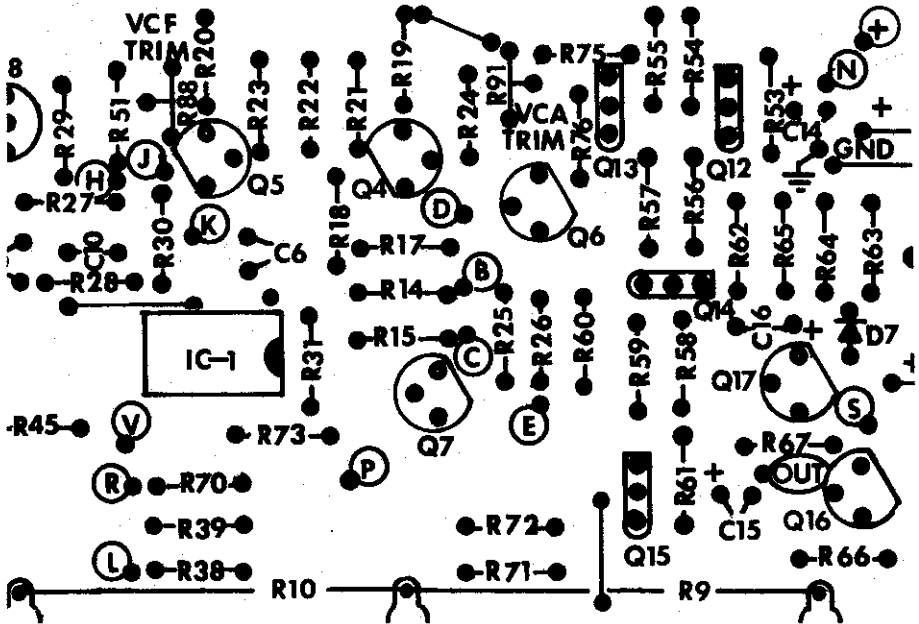 VCF
TRIM
R20
R19
R75
R55
R54
+
N
8
R29
R51
R88
R23
R22
R21
R24
R91
VCA
TRIM
R76
R53
+
C14
+
GND
Q13
Q12
J
H
Q5
Q4
R27
K
D
R18
Q6
R57
R56
R62
R65
R64
R63
C10
R30
C6
R17
B
R28
R14
Q14
C16
+
D7
IC-1
R31
R15
C
R25
R26
R60
R59
R58
Q17
+
S
R45
V
R73
Q7
E
R67
P
R
R70
R61
+
OUT
C15
Q16
R39
R72
Q15
L
R38
R71
R66
R10
R9